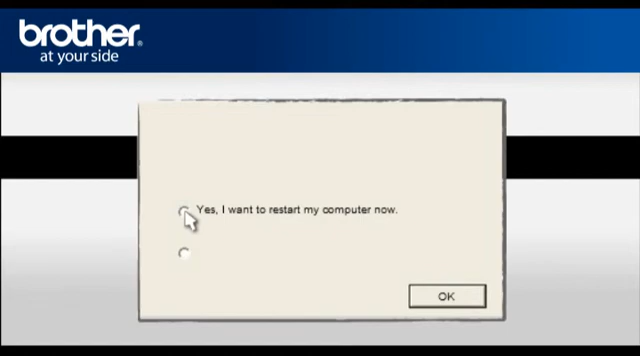 brother
at your side
Yes, I want to restart my computer now.
OK